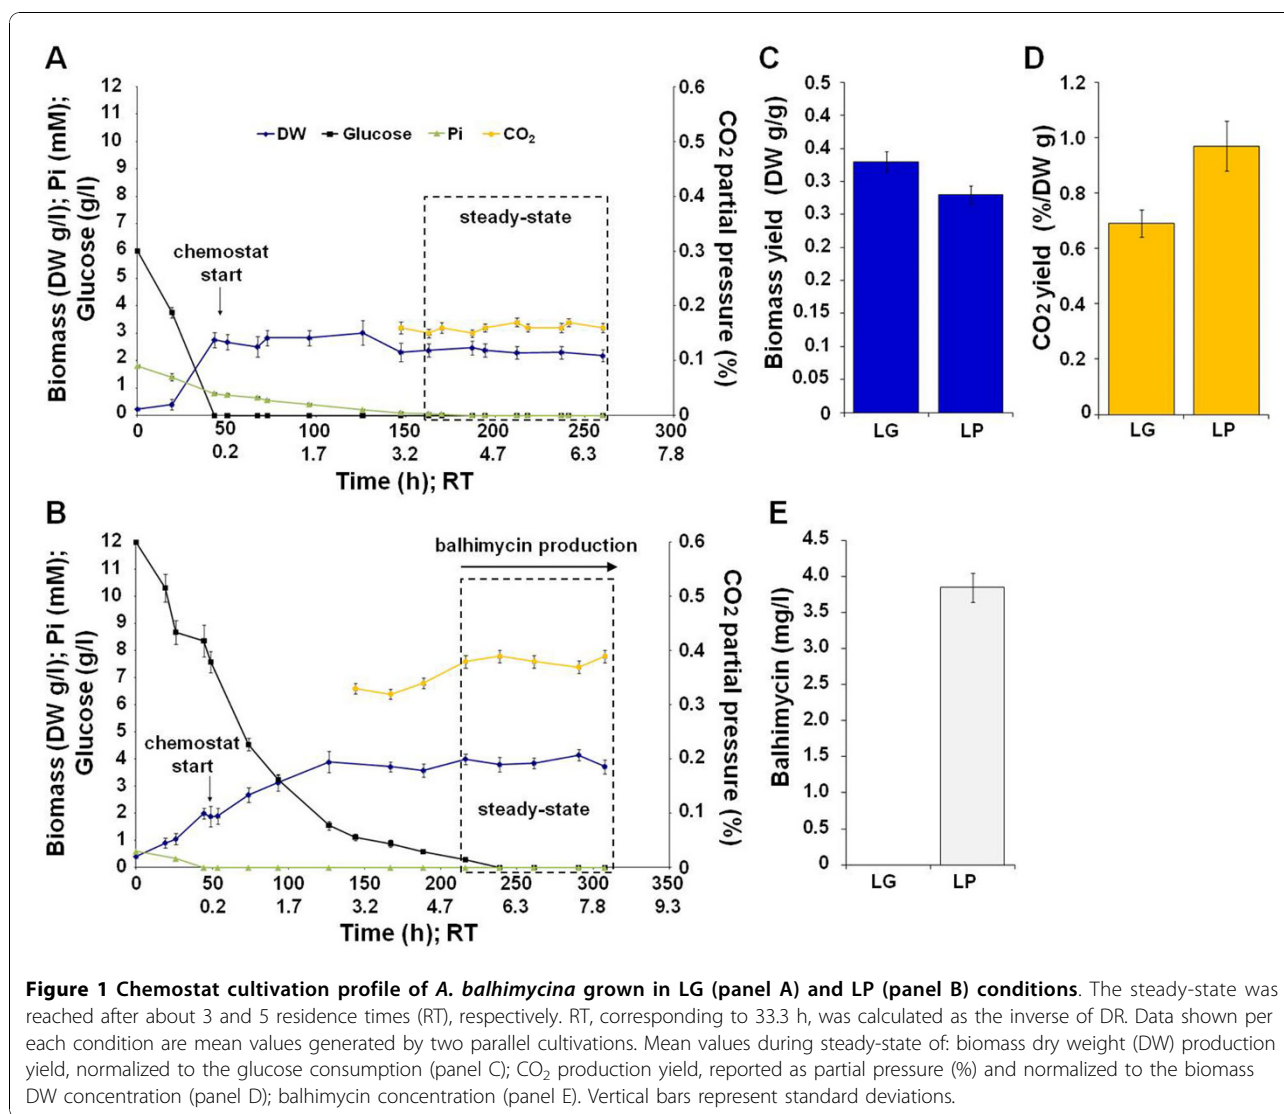 A
12
11
10
9
8
7
6
5
4
3
2
1
0
Biomass (DW g/l); Pi (mM);
Glucose (g/l)
DW Glucose Pi CO2
chemostat
start
steady-state
0.6
0.5
0.4
0.3
0.2
0.1
0
CO2 partial
pressure (%)
0 50 100 150 200 250 300
0.2 1.7 3.2 4.7 6.3 7.8
Time (h); RT
B
12
11
10
9
8
7
6
5
4
3
2
1
0
Biomass (DW g/l); Pi (mM);
Glucose (g/l)
balhimycin production
chemostat
start
steady-state
0.6
0.5
0.4
0.3
0.2
0.1
0
CO2 partial
pressure (%)
0 50 100 150 200 250 300 350
0.2 1.7 3.2 4.7 6.3 7.8 9.3
Time (h); RT
C
0.5
0.4
0.4
0.3
0.3
0.2
0.2
0.15
0.1
0.05
0
Biomass yield (DW g/g)
LG LP
D
1.2
1.0
0.8
0.6
0.4
0.2
0
CO2 yield (%/DW g)
LG LP
E
4.5
4.0
3.5
3.0
2.5
2.0
1.5
1.0
0.5
0
Balhimycin (mg/l)
LG LP
Figure 1 Chemostat cultivation profile of A. balhimycina grown in LG (panel A) and LP (panel B) conditions. The steady-state was
reached after about 3 and 5 residence times (RT), respectively. RT, corresponding to 33.3 h, was calculated as the inverse of DR. Data shown per
each condition are mean values generated by two parallel cultivations. Mean values during steady-state of: biomass dry weight (DW) production
yield, normalized to the glucose consumption (panel C); CO2 production yield, reported as partial pressure (%) and normalized to the biomass
DW concentration (panel D); balhimycin concentration (panel E). Vertical bars represent standard deviations.